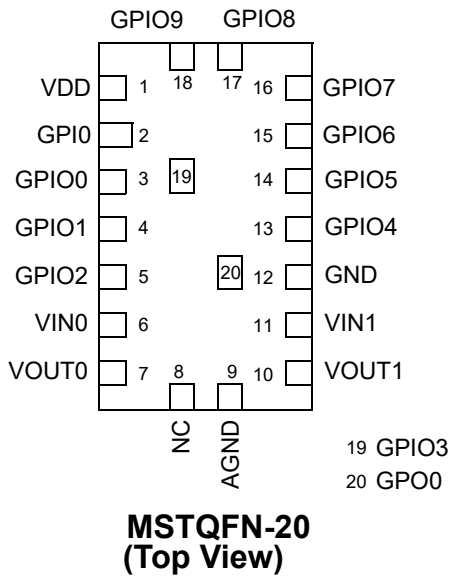 GPIO9 GPIO8
VDD 1 18 17 16 GPIO7
GPI0 2 15 GPIO6
GPIO0 3 19 14 GPIO5
GPIO1 4 13 GPIO4
GPIO2 5 20 12 GND
VIN0 6 11 VIN1
VOUT0 7 8 9 10 VOUT1
NC AGND
19 GPIO3
20 GPO0
MSTQFN-20
(Top View)